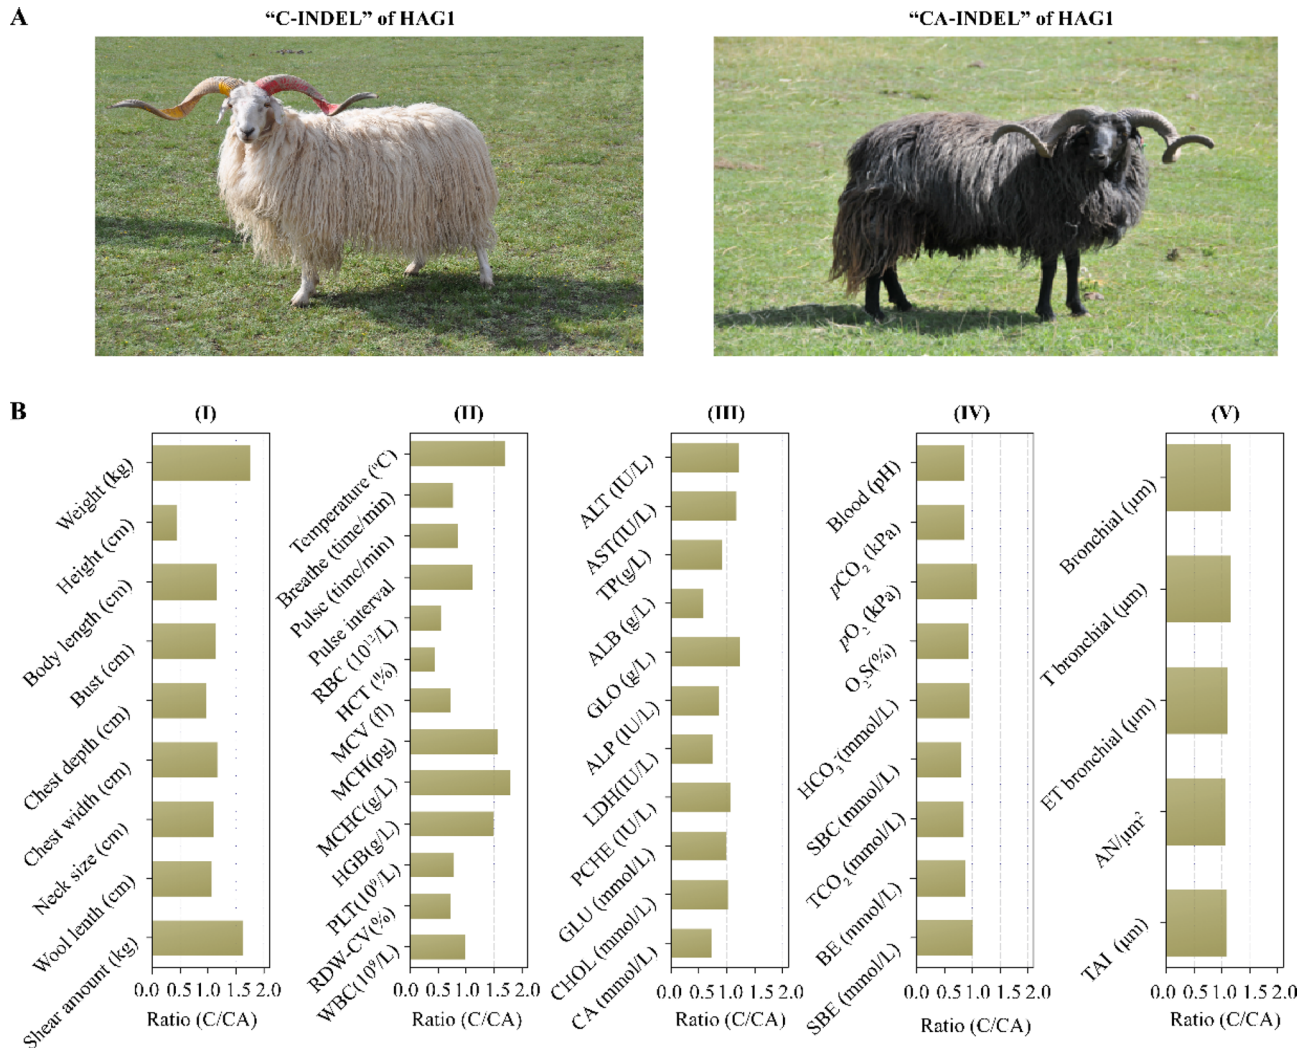 A
“C-INDEL” of HAG1
“CA-INDEL” of HAG1
B
(I)
Weight (kg)
Height (cm)
Body length (cm)
Bust (cm)
Chest depth (cm)
Chest width (cm)
Neck size (cm)
Wool lenth (cm)
Shear amount (kg)
0.0 0.5 1.0 1.5 2.0
Ratio (C/CA)
(II)
Temperature (°C)
Breathe (time/min)
Pulse (time/min)
Pulse interval
RBC (10¹²/L)
HCT (%)
MCV (fl)
MCH(pg)
MCHC(g/L)
HGB(g/L)
PLT(10⁹/L)
RDW-CV(%)
WBC(10⁹/L)
0.0 0.5 1.0 1.5 2.0
Ratio (C/CA)
(III)
ALT (IU/L)
AST(IU/L)
TP(g/L)
ALB (g/L)
GLO (g/L)
ALP (IU/L)
LDH(IU/L)
PCHE (IU/L)
GLU (mmol/L)
CHOL (mmol/L)
CA (mmol/L)
0.0 0.5 1.0 1.5 2.0
Ratio (C/CA)
(IV)
Blood (pH)
pCO₂ (kPa)
pO₂ (kPa)
O₂S(%)
HCO₃⁻(mmol/L)
SBC (mmol/L)
TCO₂ (mmol/L)
BE (mmol/L)
SBE (mmol/L)
0.0 0.5 1.0 1.5 2.0
Ratio (C/CA)
(V)
Bronchial (μm)
T bronchial (μm)
ET bronchial (μm)
AN/μm²
TAI (μm)
0.0 0.5 1.0 1.5 2.0
Ratio (C/CA)